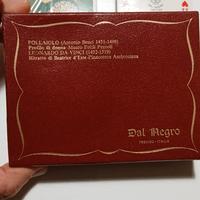 POLLAIOLO (Antonio Benci 1431-1498)
Profilo di donna-Museo Poldi Pezzoli
LEONARDO DA VINCI (1452-1519)
Ritratto di Beatrice d'Este-Pinacoteca Ambrosiana
Dal Negro
TREVISO - ITALIA